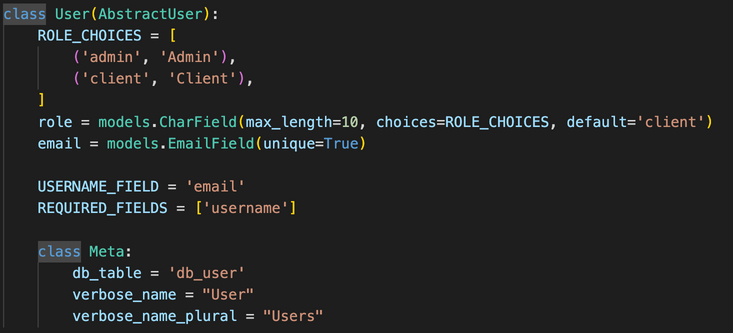 class User(AbstractUser):
    ROLE_CHOICES = [
        ('admin', 'Admin'),
        ('client', 'Client'),
    ]
    role = models.CharField(max_length=10, choices=ROLE_CHOICES, default='client')
    email = models.EmailField(unique=True)

    USERNAME_FIELD = 'email'
    REQUIRED_FIELDS = ['username']

    class Meta:
        db_table = 'db_user'
        verbose_name = "User"
        verbose_name_plural = "Users"